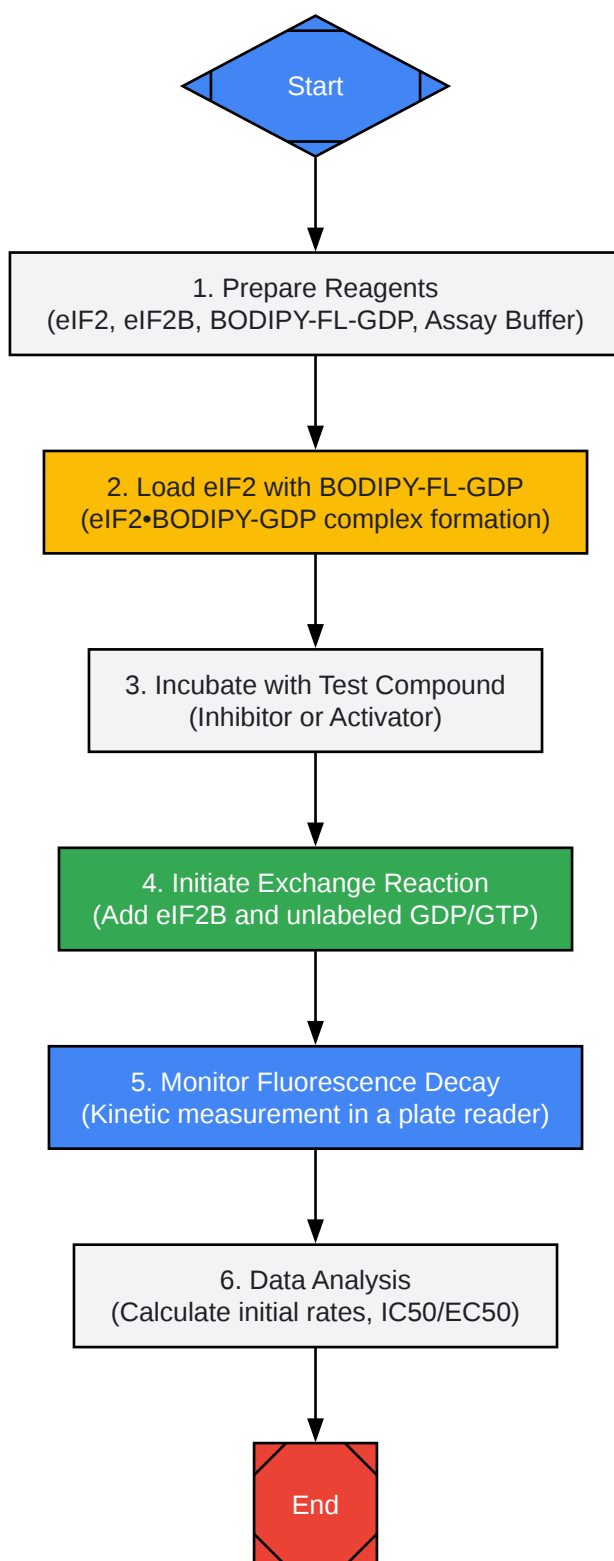 Start
1. Prepare Reagents
(eIF2, eIF2B, BODIPY-FL-GDP, Assay Buffer)
2. Load eIF2 with BODIPY-FL-GDP
(eIF2•BODIPY-GDP complex formation)
3. Incubate with Test Compound
(Inhibitor or Activator)
4. Initiate Exchange Reaction
(Add eIF2B and unlabeled GDP/GTP)
5. Monitor Fluorescence Decay
(Kinetic measurement in a plate reader)
6. Data Analysis
(Calculate initial rates, IC50/EC50)
End